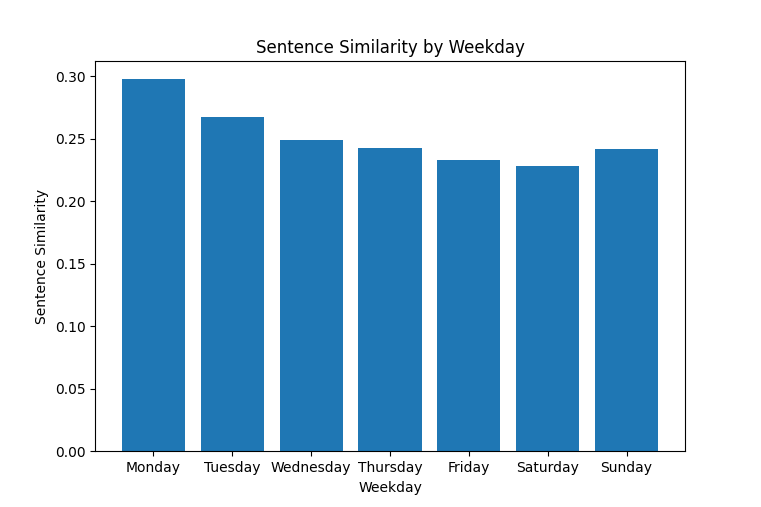 Sentence Similarity by Weekday
0.30
0.25
0.20
0.15
0.10
0.05
0.00
Sentence Similarity
Monday Tuesday Wednesday Thursday Friday Saturday Sunday
Weekday